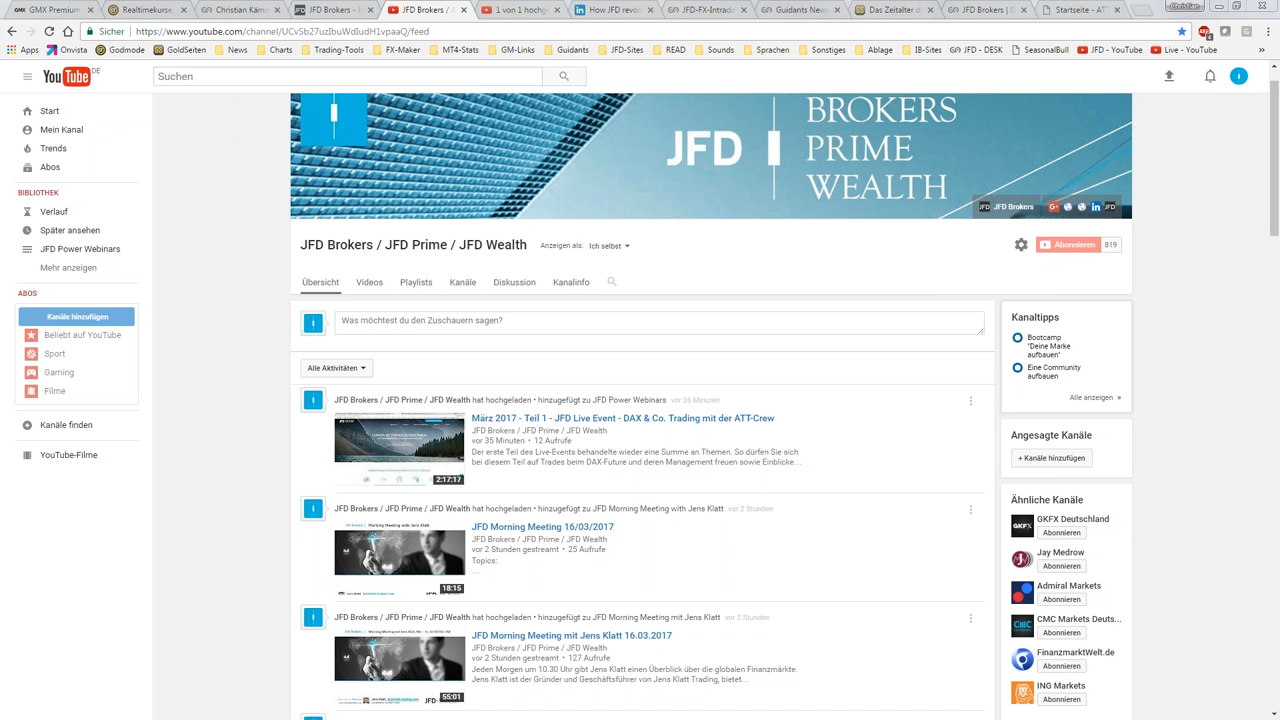 GMX Premium
Realtimekurse
Christian Kämm
JFD Brokers - H
JFD Brokers / J
1 von 1 hochg
How JFD revol
JFD-FX-Intrad
Guidants News
Das Zeitalter d
JFD Brokers | G
Startseite - ATT
Christian
Sicher
https://www.youtube.com/channel/UCvSb27uzIbuWdIudH1vpaaQ/feed
Apps
Onvista
Godmode
GoldSeiten
News
Charts
Trading-Tools
FX-Maker
MT4-Stats
GM-Links
Guidants
JFD-Sites
READ
Sounds
Sprachen
Sonstiges
Ablage
IB-Sites
JFD - DESK
SeasonalBull
JFD - YouTube
Live - YouTube
YouTube DE
Suchen
Start
Mein Kanal
Trends
Abos
BIBLIOTHEK
Verlauf
Später ansehen
JFD Power Webinars
Mehr anzeigen
ABOS
Kanäle hinzufügen
Beliebt auf YouTube
Sport
Gaming
Filme
Kanäle finden
YouTube-Filme
JFD
BROKERS
PRIME
WEALTH
JFD Brokers
JFD
JFD Brokers / JFD Prime / JFD Wealth
Anzeigen als: Ich selbst
Abonnieren 819
Übersicht
Videos
Playlists
Kanäle
Diskussion
Kanalinfo
Was möchtest du den Zuschauern sagen?
Alle Aktivitäten
JFD Brokers / JFD Prime / JFD Wealth hat hochgeladen • hinzugefügt zu JFD Power Webinars vor 35 Minuten
März 2017 - Teil 1 - JFD Live Event - DAX & Co. Trading mit der ATT-Crew
JFD Brokers / JFD Prime / JFD Wealth
vor 35 Minuten • 12 Aufrufe
Der erste Teil des Live-Events behandelte wieder eine Summe an Themen. So dürfen Sie sich
bei diesem Teil auf Trades beim DAX-Future und deren Management freuen sowie Einblicke...
2:17:17
JFD Brokers / JFD Prime / JFD Wealth hat hochgeladen • hinzugefügt zu JFD Morning Meeting with Jens Klatt vor 2 Stunden
JFD Morning Meeting 16/03/2017
JFD Brokers / JFD Prime / JFD Wealth
vor 2 Stunden gestreamt • 25 Aufrufe
Topics:
...
Morning Meeting with Jens Klatt
18:15
JFD Brokers / JFD Prime / JFD Wealth hat hochgeladen • hinzugefügt zu JFD Morning Meeting mit Jens Klatt vor 2 Stunden
JFD Morning Meeting mit Jens Klatt 16.03.2017
JFD Brokers / JFD Prime / JFD Wealth
vor 2 Stunden gestreamt • 127 Aufrufe
Jeden Morgen um 10.30 Uhr gibt Jens Klatt einen Überblick über die globalen Finanzmärkte.
Jens Klatt ist der Gründer und Geschäftsführer von Jens Klatt Trading, bietet...
55:01
Kanaltipps
Bootcamp
"Deine Marke
aufbauen"
Eine Community
aufbauen
Alle anzeigen »
Angesagte Kanäle
+ Kanäle hinzufügen
Ähnliche Kanäle
GKFX
GKFX Deutschland
Abonnieren
Jay Medrow
Abonnieren
Admiral Markets
Abonnieren
CMC
CMC Markets Deuts...
Abonnieren
FinanzmarktWelt.de
Abonnieren
ING Markets
Abonnieren